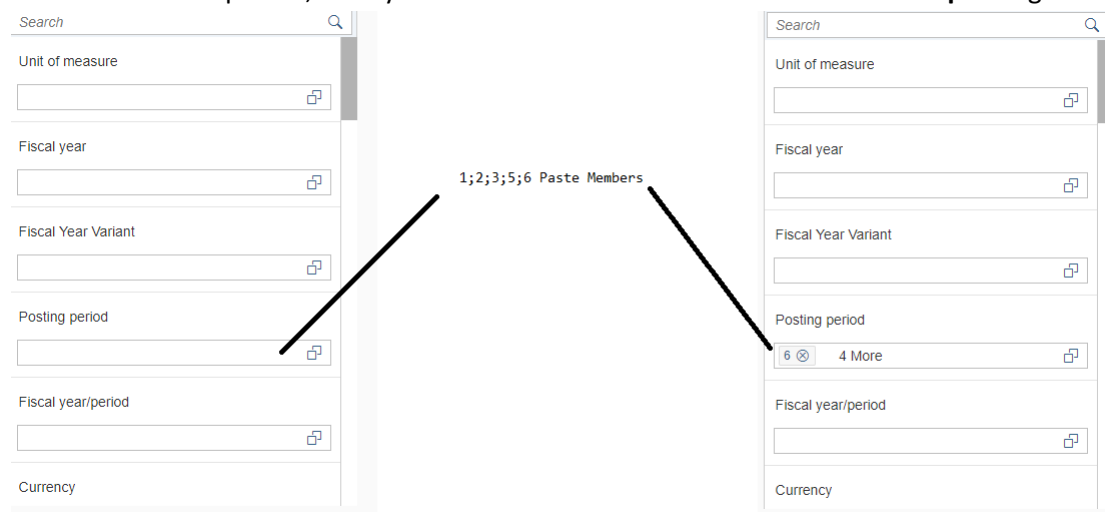 Search
Unit of measure
Fiscal year
Fiscal Year Variant
Posting period
Fiscal year/period
Currency
1;2;3;5;6 Paste Members
Search
Unit of measure
Fiscal year
Fiscal Year Variant
Posting period
6 4 More
Fiscal year/period
Currency